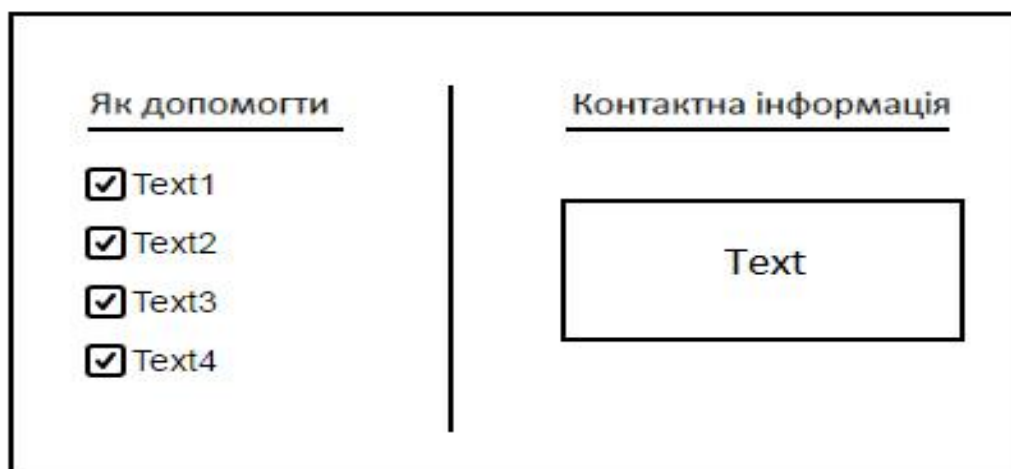 Як допомогти
Text1
Text2
Text3
Text4
Контактна інформація
Text